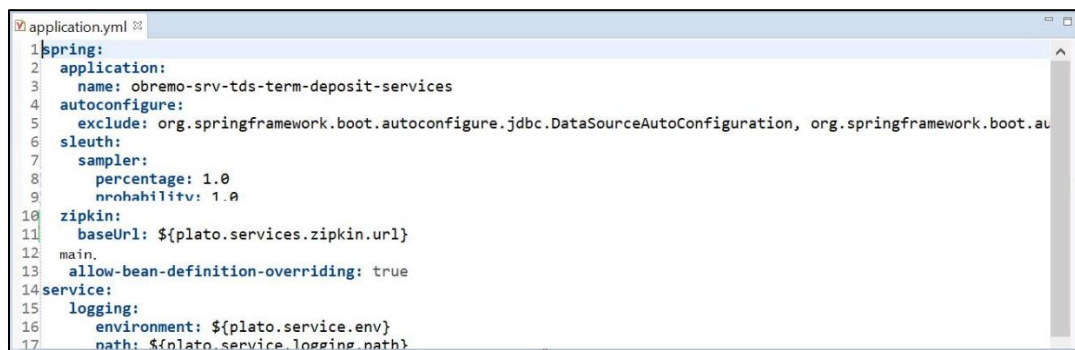 application.yml
1 spring:
2   application:
3     name: obremo-srv-tds-term-deposit-services
4   autoconfigure:
5     exclude: org.springframework.boot.autoconfigure.jdbc.DataSourceAutoConfiguration, org.springframework.boot.au
6   sleuth:
7     sampler:
8       percentage: 1.0
9       probability: 1.0
10   zipkin:
11     baseUrl: ${plato.services.zipkin.url}
12   main.
13    allow-bean-definition-overriding: true
14 service:
15    logging:
16       environment: ${plato.service.env}
17       path: ${plato.service.logging.path}